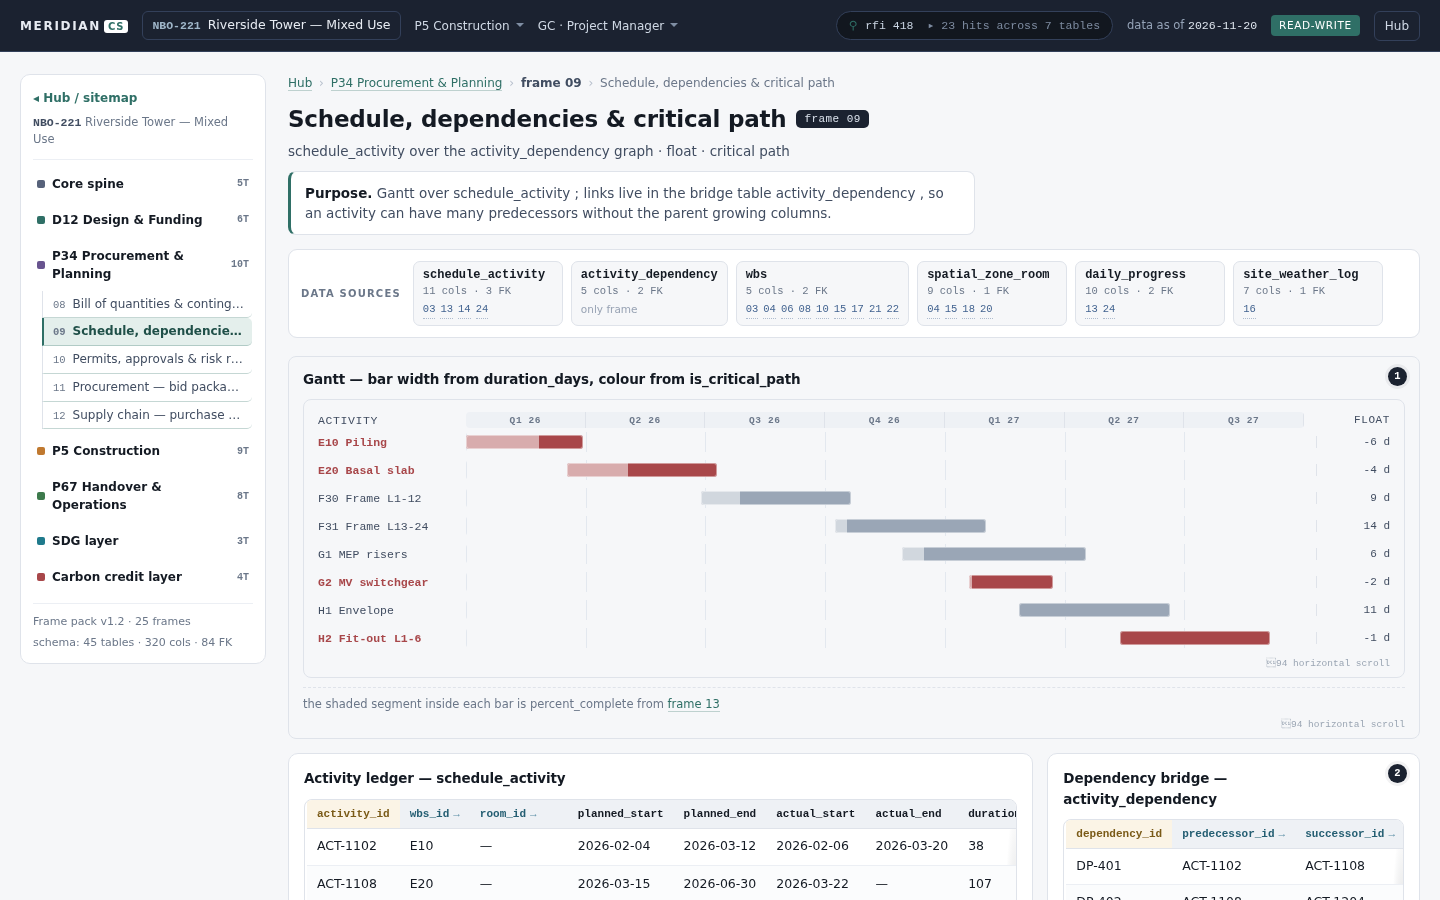 MERIDIAN CS NBO-221 Riverside Tower — Mixed Use P5 Construction GC · Project Manager rfi 418 ▸ 23 hits across 7 tables data as of 2026-11-20 READ-WRITE Hub
◂ Hub / sitemap
NBO-221 Riverside Tower — Mixed
Use
Core spine 5T
D12 Design & Funding 6T
P34 Procurement &
Planning 10T
08 Bill of quantities & conting…
09 Schedule, dependencie…
10 Permits, approvals & risk r…
11 Procurement — bid packa…
12 Supply chain — purchase …
P5 Construction 9T
P67 Handover &
Operations 8T
SDG layer 3T
Carbon credit layer 4T
Frame pack v1.2 · 25 frames
schema: 45 tables · 320 cols · 84 FK
Hub › P34 Procurement & Planning › frame 09 › Schedule, dependencies & critical path
Schedule, dependencies & critical path frame 09
schedule_activity over the activity_dependency graph · float · critical path
Purpose. Gantt over schedule_activity ; links live in the bridge table activity_dependency , so
an activity can have many predecessors without the parent growing columns.
DATA SOURCES
schedule_activity
11 cols · 3 FK
03 13 14 24
activity_dependency
5 cols · 2 FK
only frame
wbs
5 cols · 2 FK
03 04 06 08 10 15 17 21 22
spatial_zone_room
9 cols · 1 FK
04 15 18 20
daily_progress
10 cols · 2 FK
13 24
site_weather_log
7 cols · 1 FK
16
Gantt — bar width from duration_days, colour from is_critical_path 1
ACTIVITY Q1 26 Q2 26 Q3 26 Q4 26 Q1 27 Q2 27 Q3 27 FLOAT
E10 Piling -6 d
E20 Basal slab -4 d
F30 Frame L1-12 9 d
F31 Frame L13-24 14 d
G1 MEP risers 6 d
G2 MV switchgear -2 d
H1 Envelope 11 d
H2 Fit-out L1-6 -1 d
94 horizontal scroll
the shaded segment inside each bar is percent_complete from frame 13
94 horizontal scroll
Activity ledger — schedule_activity
activity_id wbs_id → room_id → planned_start planned_end actual_start actual_end duration
ACT-1102 E10 — 2026-02-04 2026-03-12 2026-02-06 2026-03-20 38
ACT-1108 E20 — 2026-03-15 2026-06-30 2026-03-22 — 107
Dependency bridge —
activity_dependency 2
dependency_id predecessor_id → successor_id →
DP-401 ACT-1102 ACT-1108